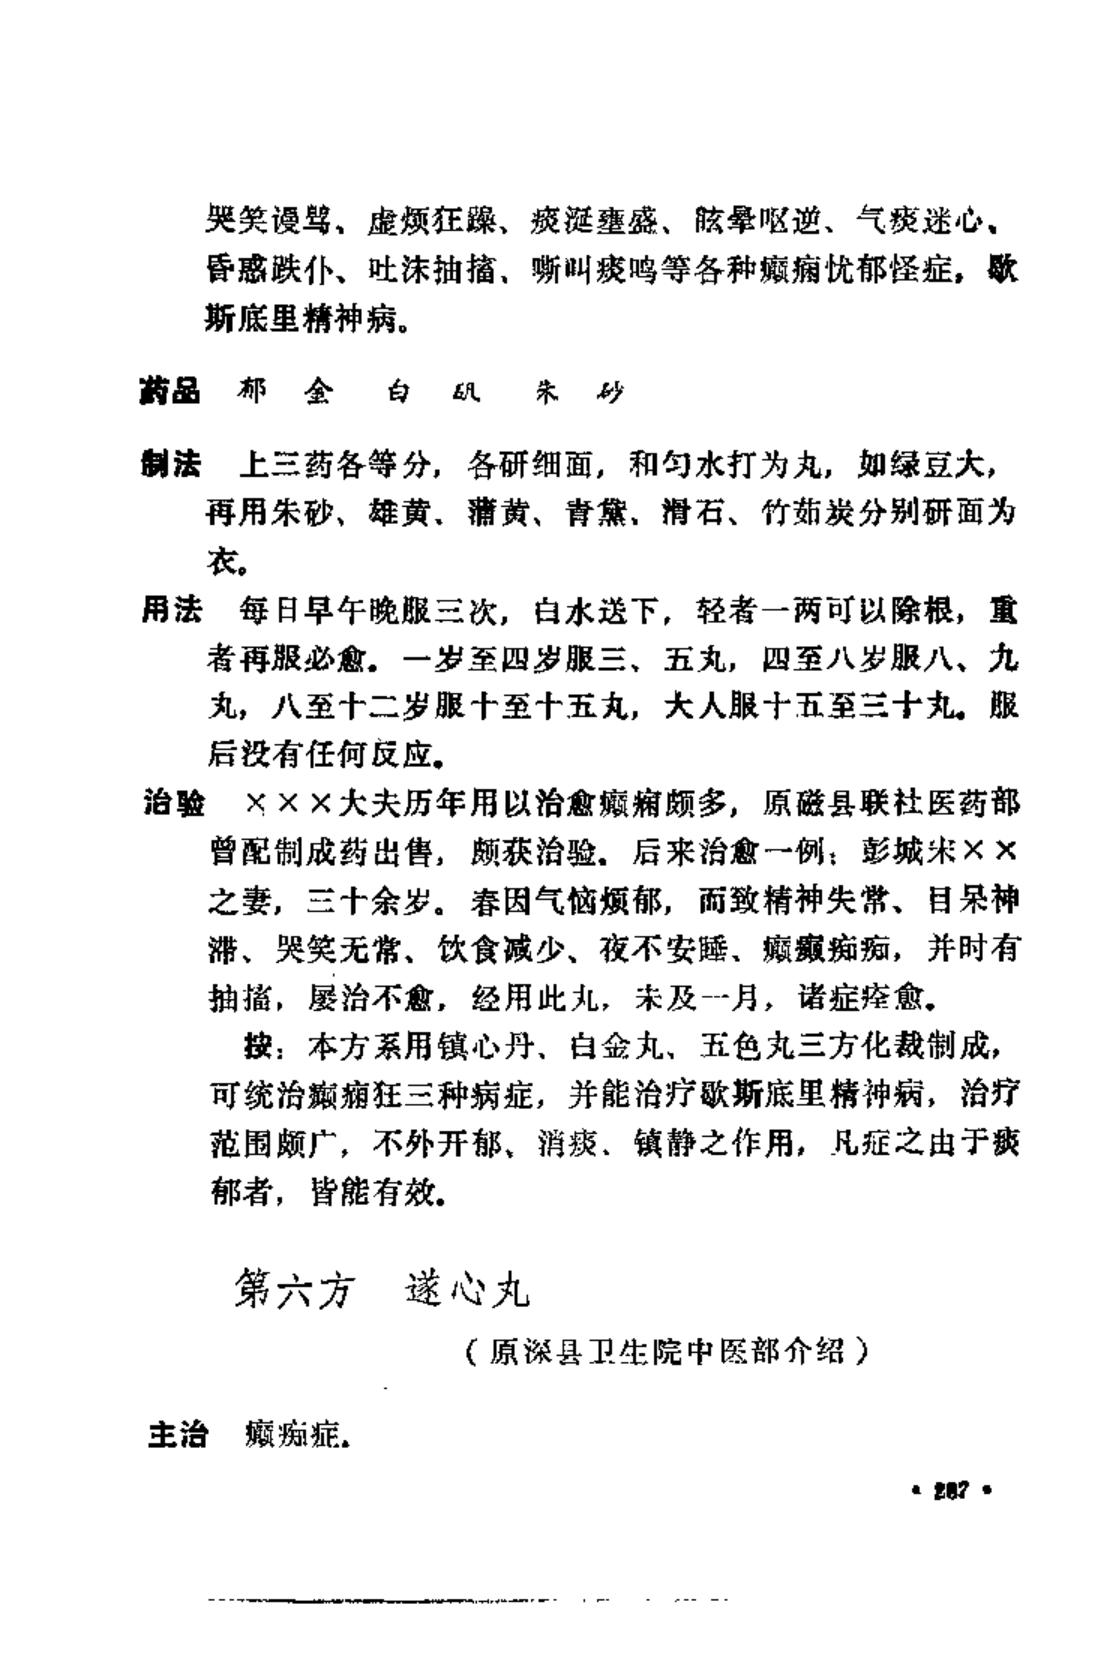 哭笑谩骂、虚烦狂躁、痰涎壅盛、眩晕呕逆、气痰迷心、
昏惑跌仆、吐沫抽搐、嘶叫痰鸣等各种癫痫忧郁怪症，歇
斯底里精神病。
药品 郁 金 白 矾 朱 砂
制法 上三药各等分，各研细面，和匀水打为丸，如绿豆大，
再用朱砂、雄黄、蒲黄、青黛、滑石、竹茹炭分别研面为
衣。
用法 每日早午晚服三次，白水送下，轻者一两可以除根，重
者再服必愈。一岁至四岁服三、五丸，四至八岁服八、九
丸，八至十二岁服十至十五丸，大人服十五至三十丸。服
后没有任何反应。
治验 ×××大夫历年用以治愈癫痫颇多，原磁县联社医药部
曾配制成药出售，颇获治验。后来治愈一例：彭城宋××
之妻，三十余岁。春因气恼烦郁，而致精神失常、目呆神
滞、哭笑无常、饮食减少、夜不安睡、癫癫痴痴，并时有
抽搐，屡治不愈，经用此丸，未及一月，诸症痊愈。
按：本方系用镇心丹、白金丸、五色丸三方化裁制成，
可统治癫痫狂三种病症，并能治疗歇斯底里精神病，治疗
范围颇广，不外开郁、消痰、镇静之作用，凡症之由于痰
郁者，皆能有效。
第六方 遂心丸
（原深县卫生院中医部介绍）
主治 癫痴症。
• 287 •